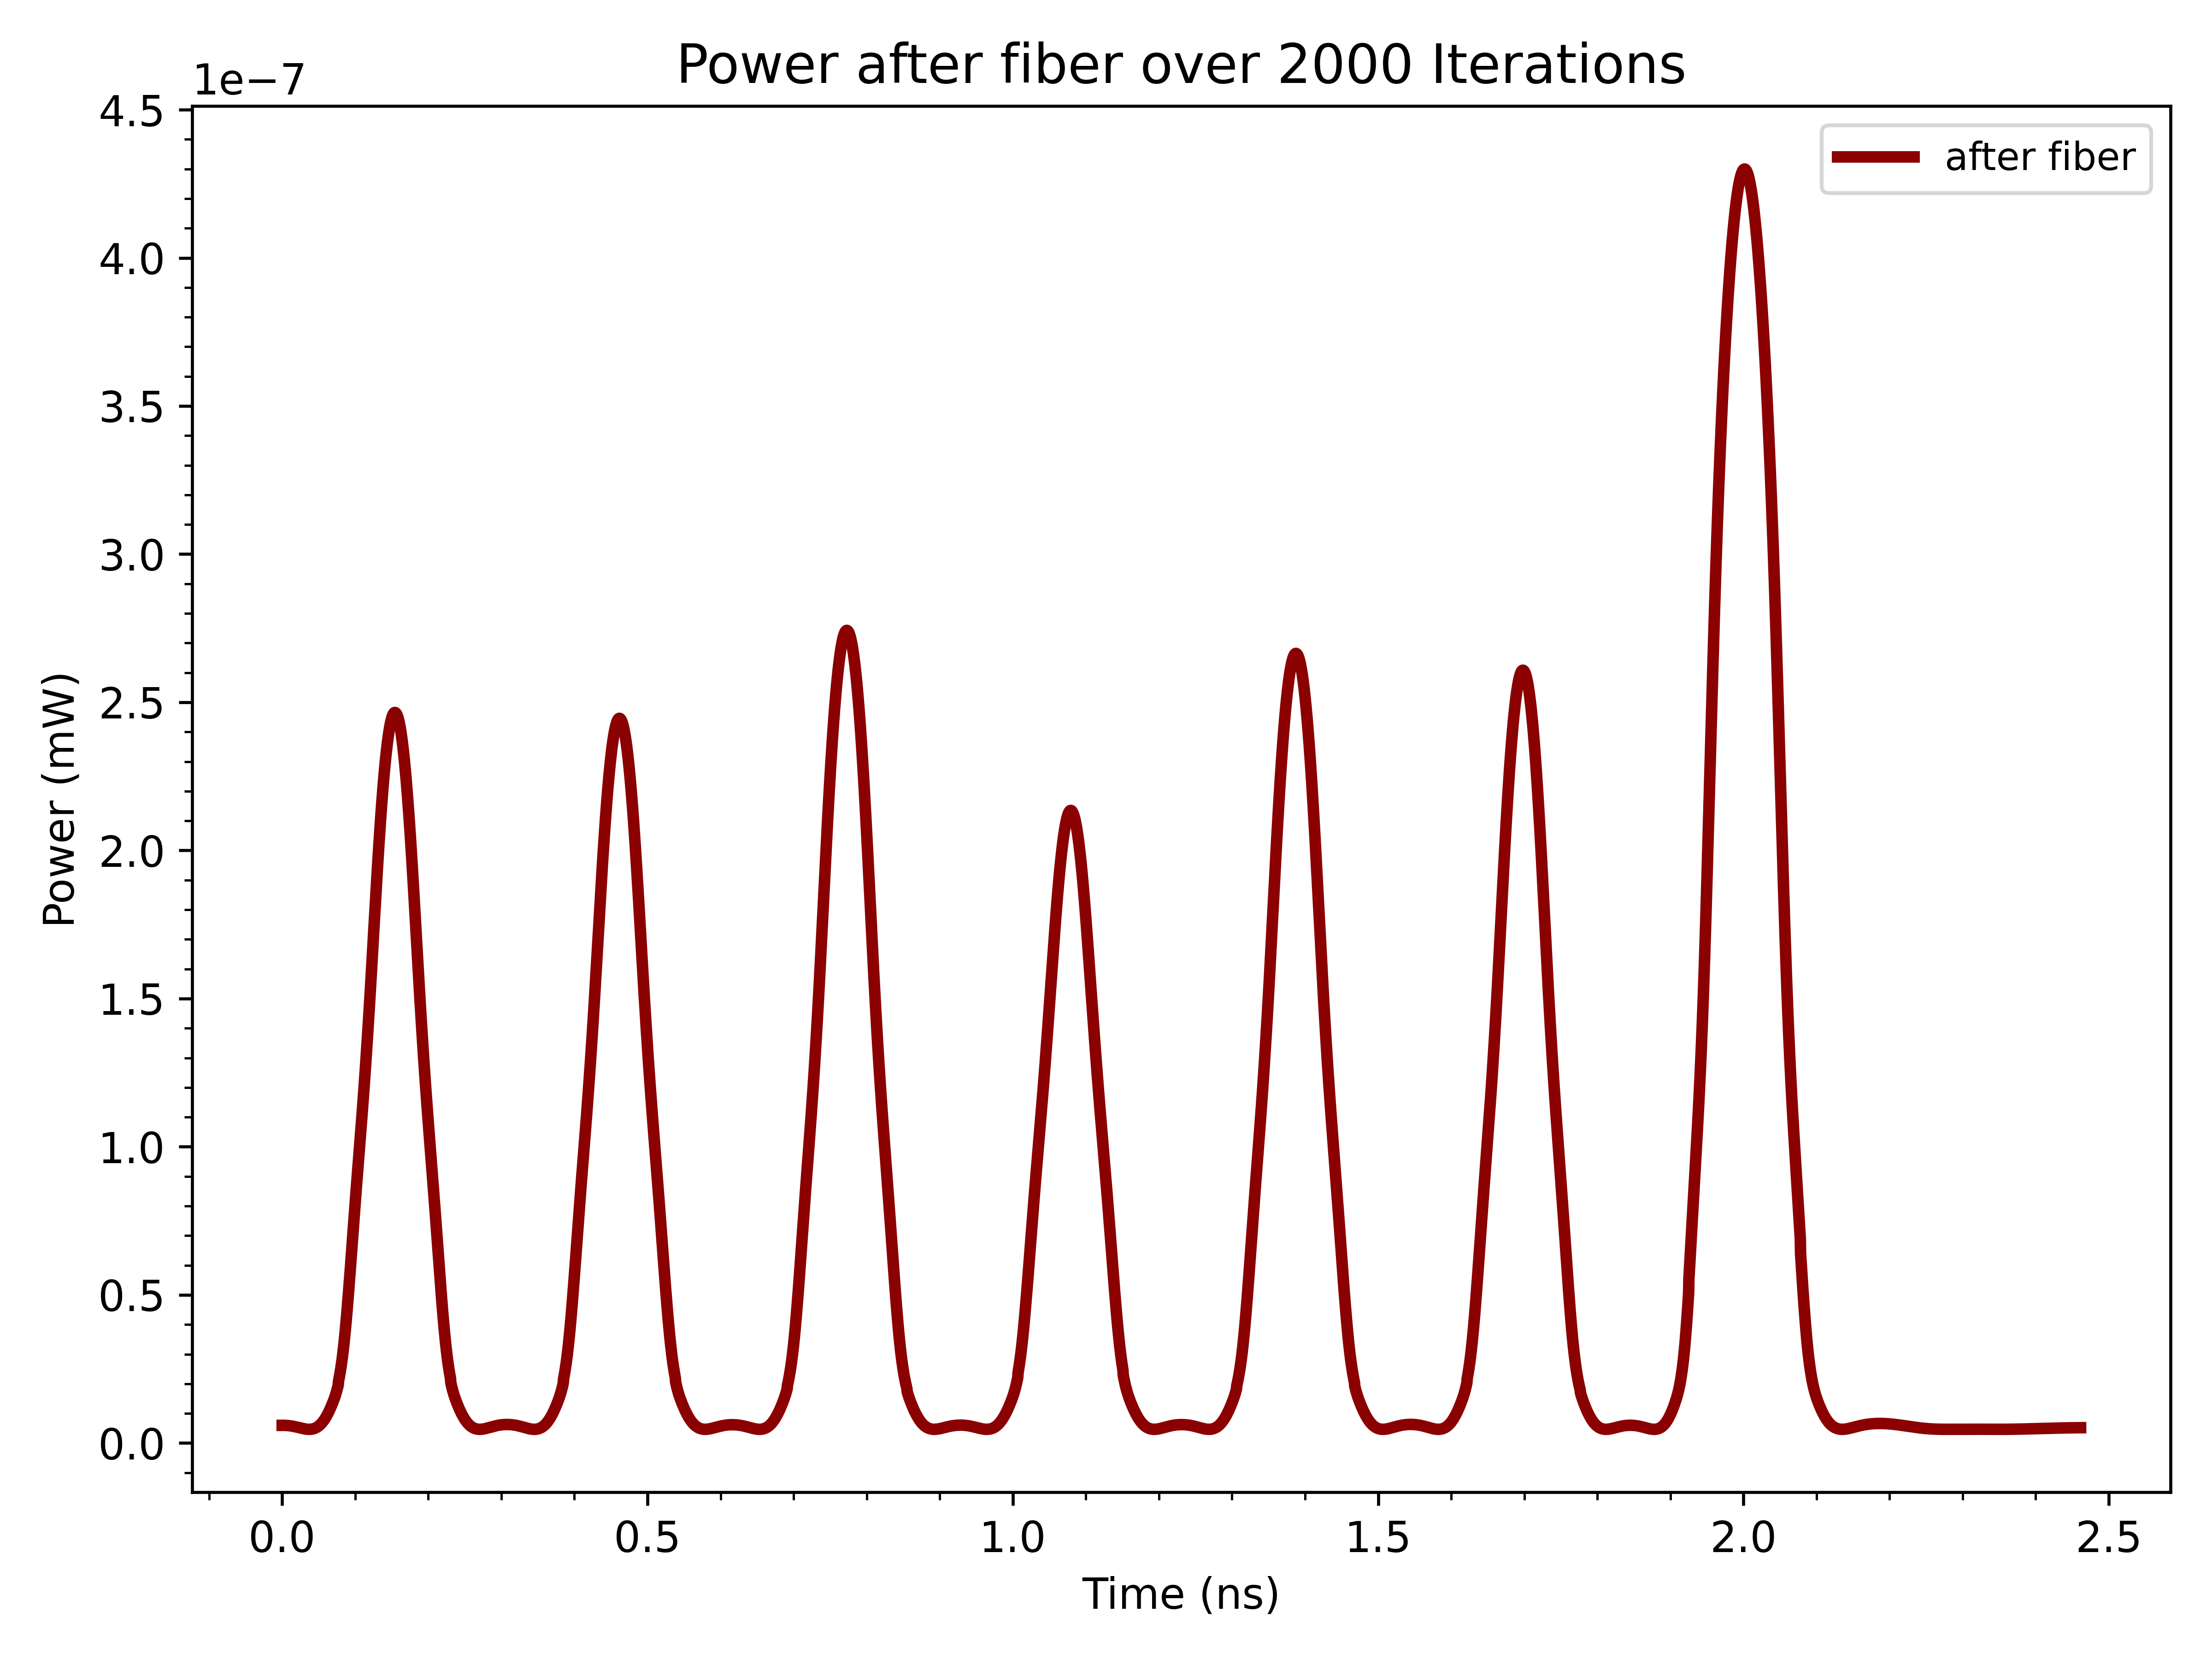 Power after fiber over 2000 Iterations
1e−7
after fiber
4.5
4.0
3.5
3.0
2.5
2.0
1.5
1.0
0.5
0.0
Power (mW)
0.0 0.5 1.0 1.5 2.0 2.5
Time (ns)